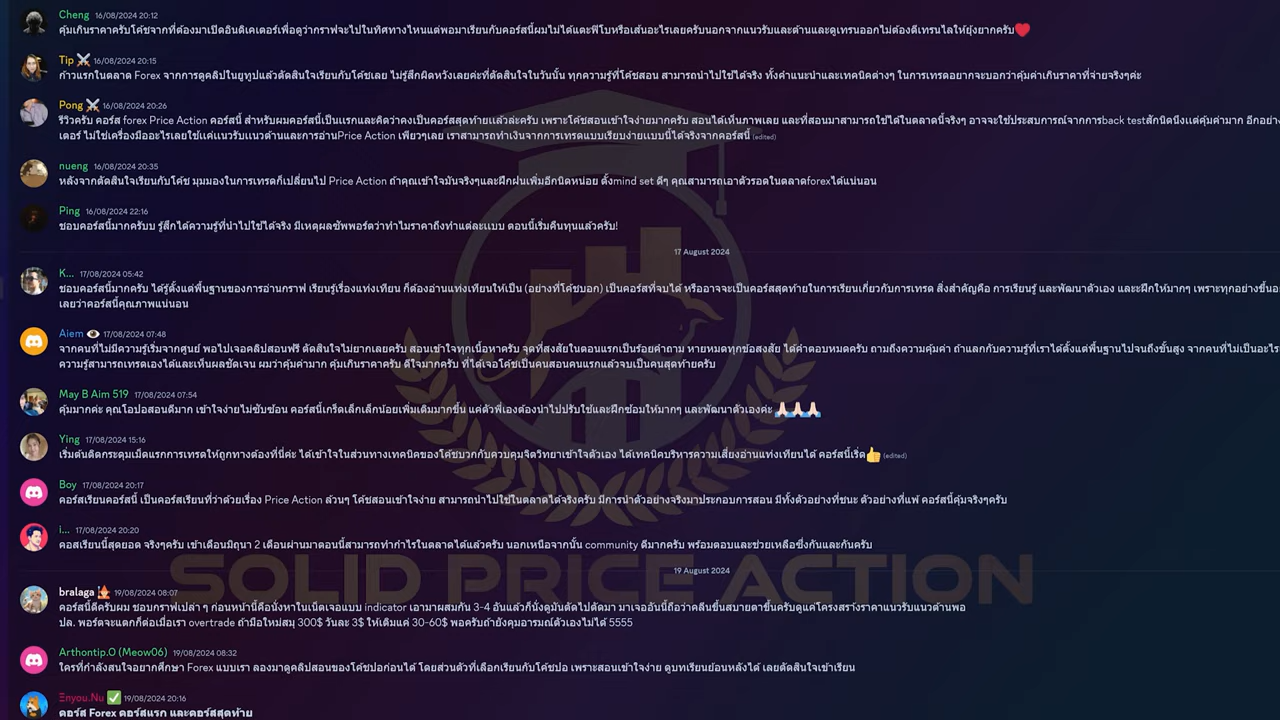 Cheng 16/08/2024 20:12
คุ้มเกินราคาครับโค้ชจากที่ต้องมาเปิดอินดิเคเตอร์เพื่อดูว่ากราฟจะไปในทิศทางไหนแต่พอมาเรียนกับคอร์สนี้ผมไม่ได้แตะฟีโบหรือเส้นอะไรเลยครับนอกจากแนวรับและด้านและดูเทรนออกไม่ต้องตีเทรนไลให้ยุ่งยากครับ❤️
Tip ⚔️ 16/08/2024 20:15
ก้าวแรกในตลาด Forex จากการดูคลิปในยูทูปแล้วตัดสินใจเรียนกับโค้ชเลย ไม่รู้สึกผิดหวังเลยค่ะที่ตัดสินใจในวันนั้น ทุกความรู้ที่โค้ชสอน สามารถนำไปใช้ได้จริง ทั้งคำแนะนำและเทคนิคต่างๆ ในการเทรดอยากจะบอกว่าคุ้มค่าเกินราคาที่จ่ายจริงๆค่ะ
Pong ⚔️ 16/08/2024 20:26
รีวิวครับ คอร์ส forex Price Action คอร์สนี้ สำหรับผมคอร์สนี้เป็นแรกและคิดว่าคงเป็นคอร์สสุดท้ายแล้วล่ะครับ เพราะโค้ชสอนเข้าใจง่ายมาก สอนได้เห็นภาพเลย และที่สอนมาสามารถใช้ได้ในตลาดนี้จริงๆ อาจจะใช้ประสบการณ์จากการback testสักนิดนึงแต่คุ้มค่ามาก อีกอย่าง
เตอร์ ไม่ใช่เครื่องมืออะไรเลยใช้แค่แนวรับแนวต้านและการอ่านPrice Action เพียวๆเลย เราสามารถทำเงินจากการเทรดแบบเรียบง่ายแบบนี้ได้จริงจากคอร์สนี้ (edited)
nueng 16/08/2024 20:35
หลังจากตัดสินใจเรียนกับโค้ช มุมมองในการเทรดก็เปลี่ยนไป Price Action ถ้าคุณเข้าใจมันจริงๆและฝึกฝนเพิ่มอีกนิดหน่อย ตั้งmind set ดีๆ คุณสามารถเอาตัวรอดในตลาดforexได้แน่นอน
Ping 16/08/2024 22:16
ชอบคอร์สนี้มากครับบ รู้สึกได้ความรู้ที่นำไปใช้ได้จริง มีเหตุผลซัพพอร์ตว่าทำไมราคาถึงทำแต่ละแบบ ตอนนี้เริ่มคืนทุนแล้วครับ!
17 August 2024
K... 17/08/2024 05:42
ชอบคอร์สนี้มากครับ ได้รู้ตั้งแต่พื้นฐานของการอ่านกราฟ เรียนรู้เรื่องแท่งเทียน ก็ต้องอ่านแท่งเทียนให้เป็น (อย่างที่โค้ชบอก) เป็นคอร์สที่จบได้ หรืออาจจะเป็นคอร์สสุดท้ายในการเรียนเกี่ยวกับการเทรด สิ่งสำคัญคือ การเรียนรู้ และพัฒนาตัวเอง และฝึกให้มากๆ เพราะทุกอย่างขึ้น
เลยว่าคอร์สนี้คุณภาพแน่นอน
Aiem 👁️ 17/08/2024 07:48
จากคนที่ไม่มีความรู้เริ่มจากศูนย์ พอไปเจอคลิปสอนฟรี ตัดสินใจไม่ยากเลยครับ สอนเข้าใจทุกเนื้อหาครับ จุดที่สงสัยในตอนแรกเป็นร้อยคำถาม หายหมดทุกข้อสงสัย ได้คำตอบหมดครับ ถามถึงความคุ้มค่า ถ้าแลกกับความรู้ที่เราได้ตั้งแต่พื้นฐานไปจนถึงขั้นสูง จากคนที่ไม่เป็นอะไร
ความรู้สามารถเทรดเองได้และเห็นผลชัดเจน ผมว่าคุ้มค่ามาก คุ้มเกินราคาครับ ดีใจมากครับ ที่ได้เจอโค้ชเป็นคนสอนคนแรกแล้วจบเป็นคนสุดท้ายครับ
May B Aim 519 17/08/2024 07:54
คุ้มมากค่ะ คุณโอปอสอนดีมาก เข้าใจง่ายไม่ซับซ้อน คอร์สนี้เกร็ดเล็กเล็กน้อยเพิ่มเติมมากขึ้น แค่ตัวพี่เองต้องนำไปปรับใช้และฝึกซ้อมให้มากๆ และพัฒนาตัวเองค่ะ 🙏🏻🙏🏻🙏🏻
Ying 17/08/2024 15:16
เริ่มต้นติดกระดุมเม็ดแรกการเทรดให้ถูกทางต้องที่นี่ค่ะ ได้เข้าใจในส่วนทางเทคนิคของโค้ชบวกกับควบคุมจิตวิทยาเข้าใจตัวเอง ได้เทคนิคบริหารความเสี่ยงอ่านแท่งเทียนได้ คอร์สนี้เริ่ด👍 (edited)
Boy 17/08/2024 20:17
คอร์สเรียนคอร์สนี้ เป็นคอร์สเรียนที่ว่าด้วยเรื่อง Price Action ล้วนๆ โค้ชสอนเข้าใจง่าย สามารถนำไปใช้ในตลาดได้จริงครับ มีการนำตัวอย่างจริงมาประกอบการสอน มีทั้งตัวอย่างที่ชนะ ตัวอย่างที่แพ้ คอร์สนี้คุ้มจริงๆครับ
i... 17/08/2024 20:20
คอสเรียนนี้สุดยอด จริงๆครับ เข้าเดือนมิถุนา 2 เดือนผ่านมาตอนนี้สามารถทำกำไรในตลาดได้แล้วครับ นอกเหนือจากนั้น community ดีมากครับ พร้อมตอบและช่วยเหลือซึ่งกันและกันครับ
19 August 2024
SOLID PRICE ACTION
bralaga 19/08/2024 08:07
คอร์สนี้ดีครับผม ชอบกราฟเปล่า ๆ ก่อนหน้านี้คือนั่งหาในเน็ตเจอแบบ indicator เอามาผสมกัน 3-4 อันแล้วก็นั่งดูมันตัดไปตัดมา มาเจออันนี้ถือว่าคลีนขึ้นสบายตาขึ้นครับดูแค่โครงสร้างราคาแนวรับแนวต้านพอ
ปล. พอร์ตจะแตกก็ต่อเมื่อเรา overtrade ถ้ามือใหม่สมุ 300$ วันละ 3$ ให้เติมแค่ 30-60$ พอครับถ้ายังคุมอารมณ์ตัวเองไม่ได้ 5555
Arthontip.O (Meow06) 19/08/2024 08:32
ใครที่กำลังสนใจอยากศึกษา Forex แบบเรา ลองมาดูคลิปสอนของโค้ชปอก่อนได้ โดยส่วนตัวที่เลือกเรียนกับโค้ชปอ เพราะสอนเข้าใจง่าย ดูบทเรียนย้อนหลังได้ เลยตัดสินใจเข้าเรียน
Ξnyou.Nu ✅ 19/08/2024 20:16
คอร์ส Forex คอร์สแรก และคอร์สสุดท้าย